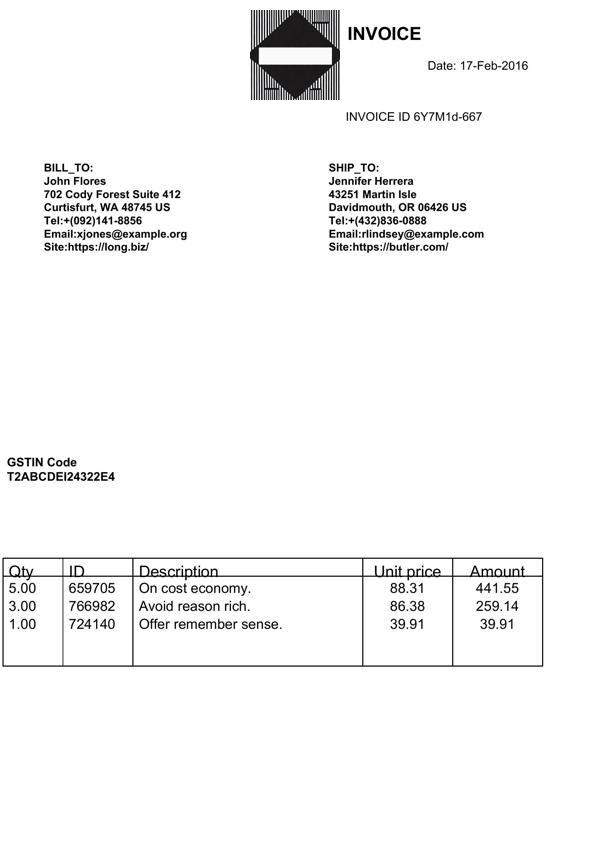 INVOICE
Date: 17-Feb-2016
INVOICE ID 6Y7M1d-667
BILL_TO:
John Flores
702 Cody Forest Suite 412
Curtisfurt, WA 48745 US
Tel:+(092)141-8856
Email:xjones@example.org
Site:https://long.biz/
SHIP_TO:
Jennifer Herrera
43251 Martin Isle
Davidmouth, OR 06426 US
Tel:+(432)836-0888
Email:rlindsey@example.com
Site:https://butler.com/
GSTIN Code
T2ABCDEI24322E4
Qty ID Description Unit price Amount
5.00 659705 On cost economy. 88.31 441.55
3.00 766982 Avoid reason rich. 86.38 259.14
1.00 724140 Offer remember sense. 39.91 39.91